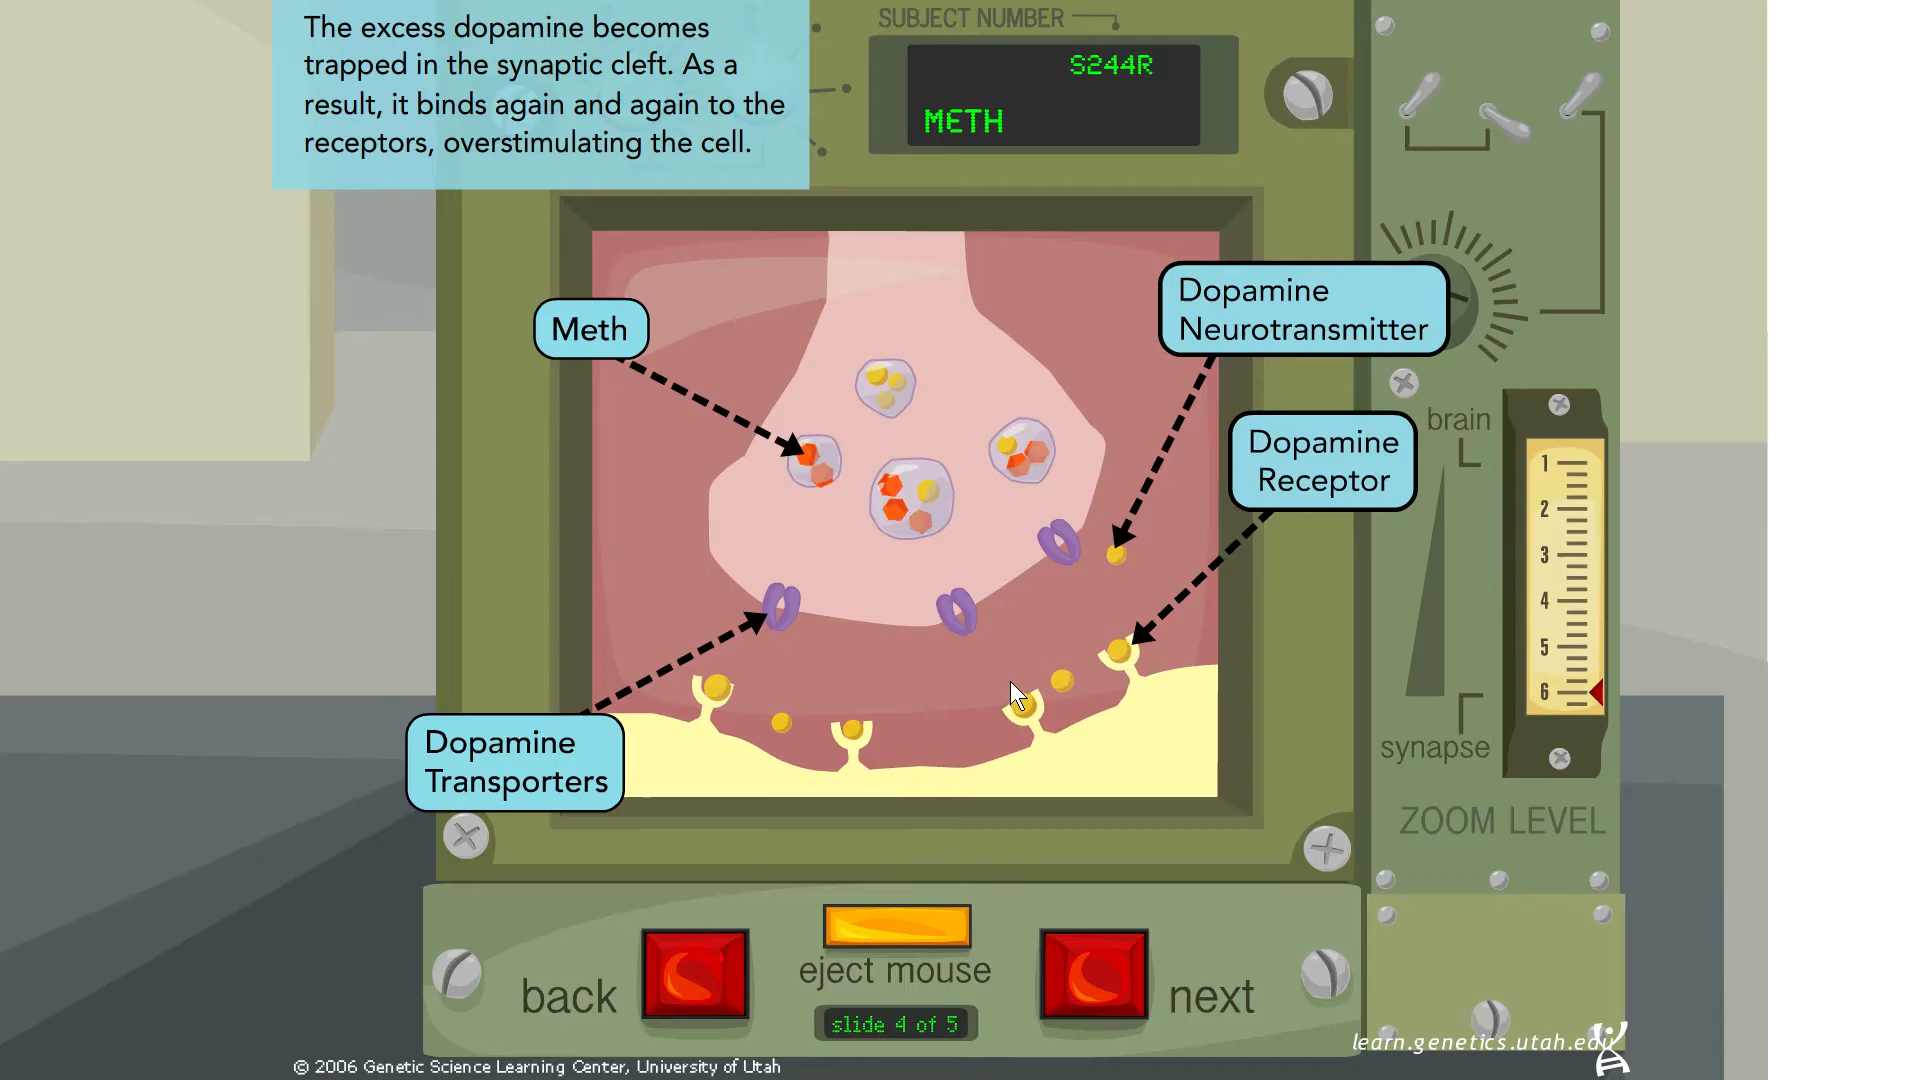 The excess dopamine becomes
trapped in the synaptic cleft. As a
result, it binds again and again to the
receptors, overstimulating the cell.
SUBJECT NUMBER
S244R
METH
Meth
Dopamine
Neurotransmitter
Dopamine
Receptor
Dopamine
Transporters
brain
1
2
3
4
5
6
synapse
ZOOM LEVEL
back
eject mouse
next
slide 4 of 5
learn.genetics.utah.edu
© 2006 Genetic Science Learning Center, University of Utah